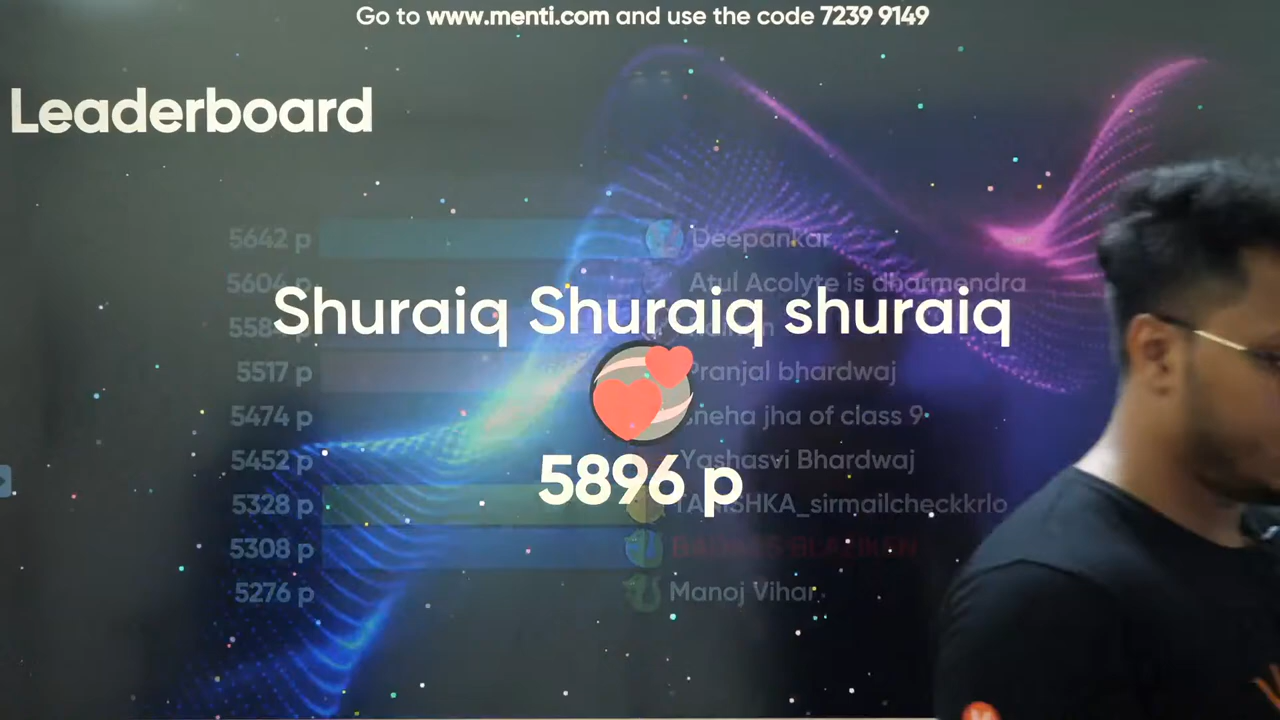 Go to www.menti.com and use the code 7239 9149
Leaderboard
5642 p Deepankar
5604 Atul Acolyte is dharmendra
Shuraiq Shuraiq shuraiq
5517 p Pranjal bhardwaj
5474 p sneha jha of class 9
5452 p Yashasvi Bhardwaj
5896 p
5328 p
5308 p
5276 p Manoj Vihar